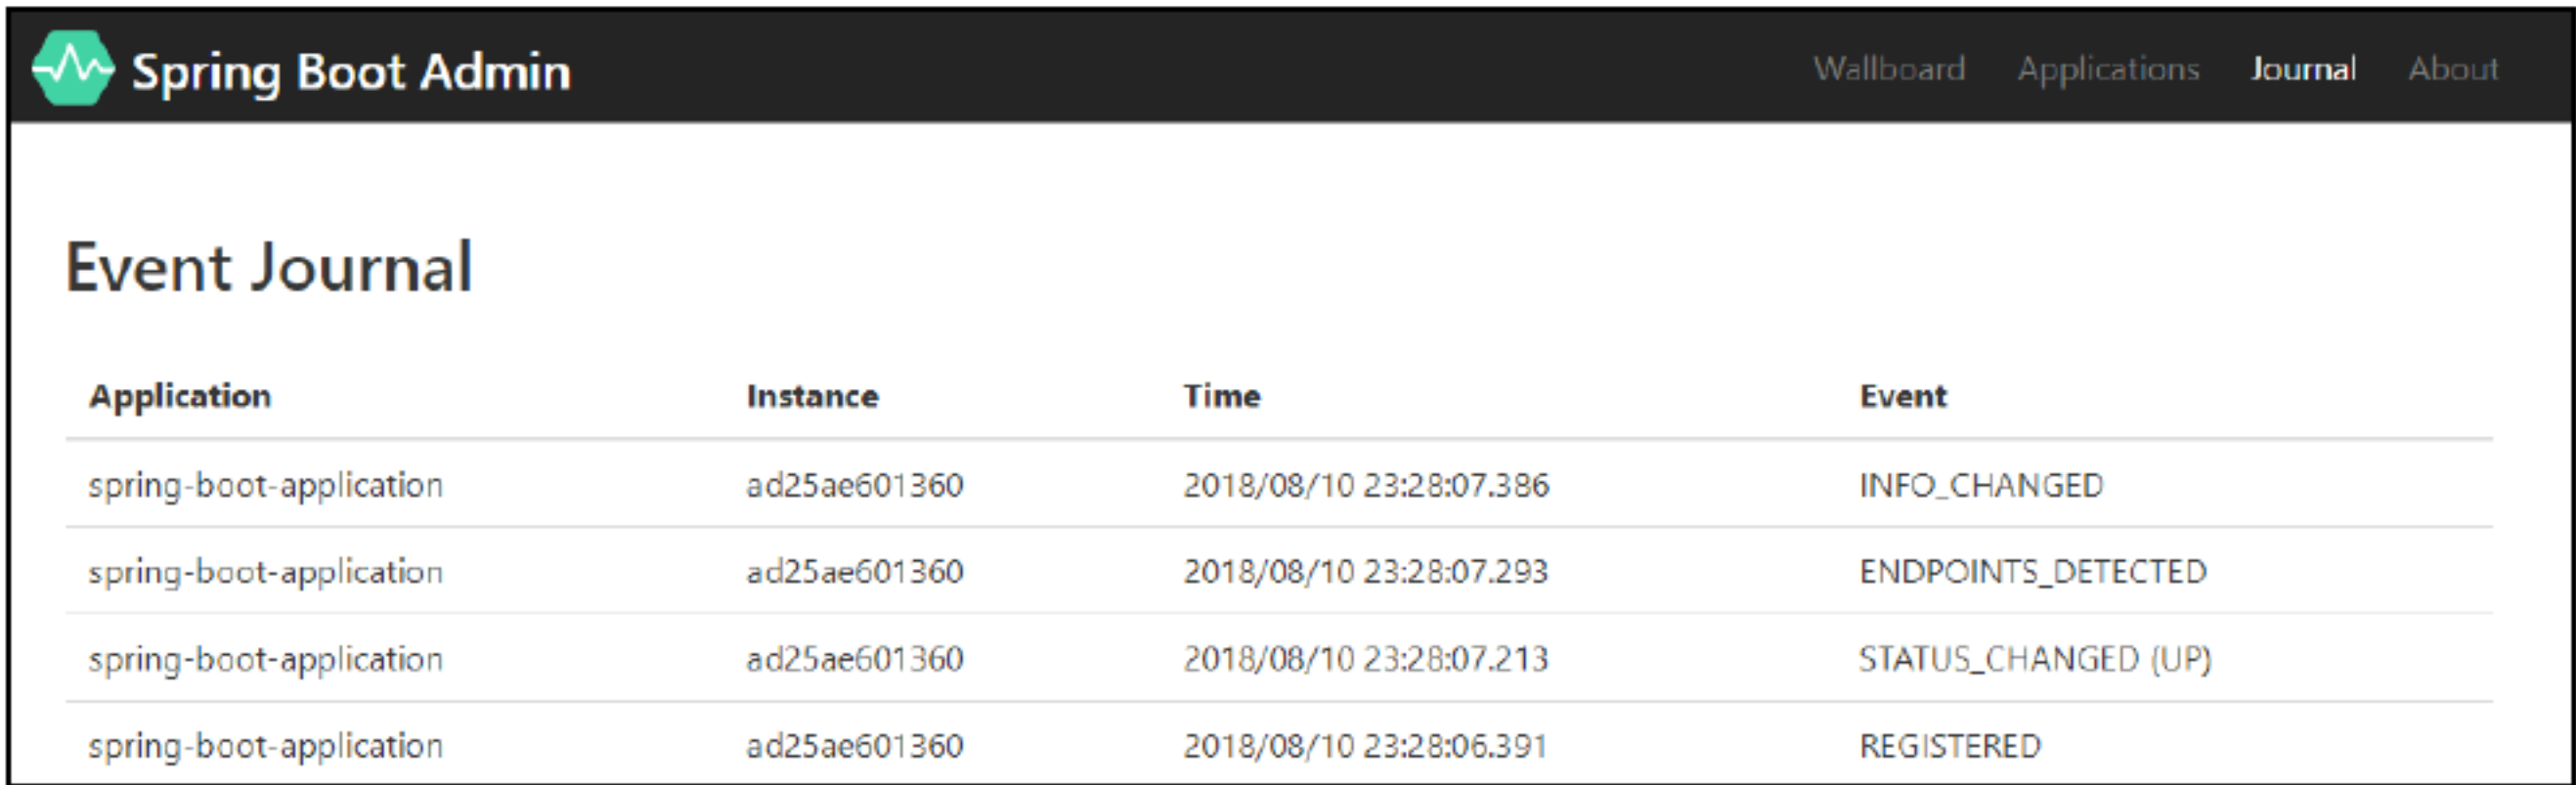 Spring Boot Admin Wallboard Applications Journal About
Event Journal
Application Instance Time Event
spring-boot-application ad25ae601360 2018/08/10 23:28:07.386 INFO_CHANGED
spring-boot-application ad25ae601360 2018/08/10 23:28:07.293 ENDPOINTS_DETECTED
spring-boot-application ad25ae601360 2018/08/10 23:28:07.213 STATUS_CHANGED (UP)
spring-boot-application ad25ae601360 2018/08/10 23:28:06.391 REGISTERED